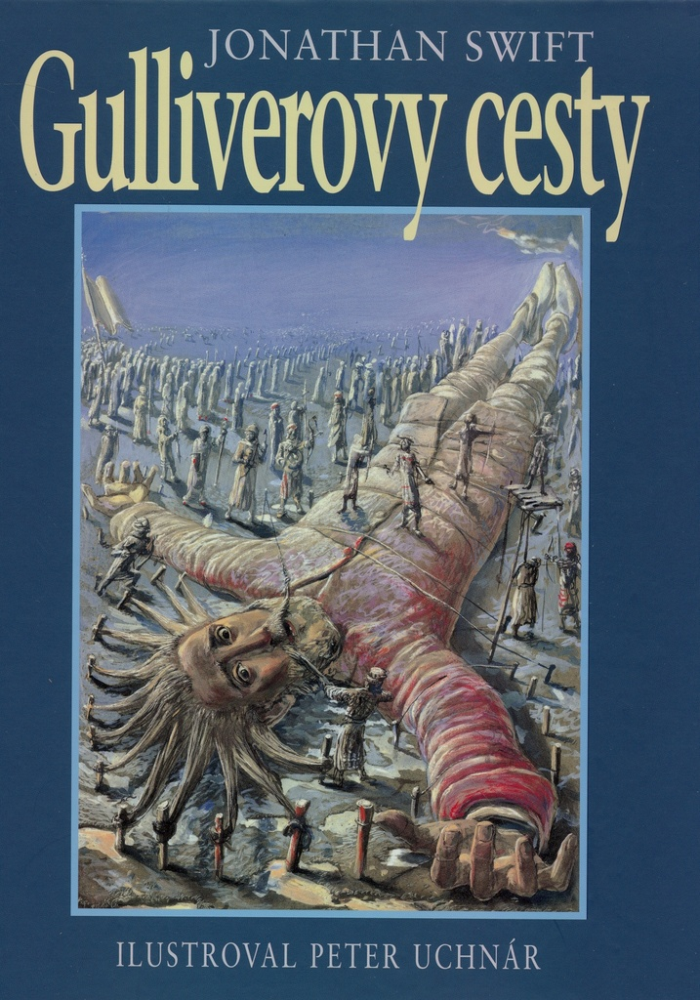 JONATHAN SWIFT
Gulliverovy cesty
ILUSTROVAL PETER UCHNÁR